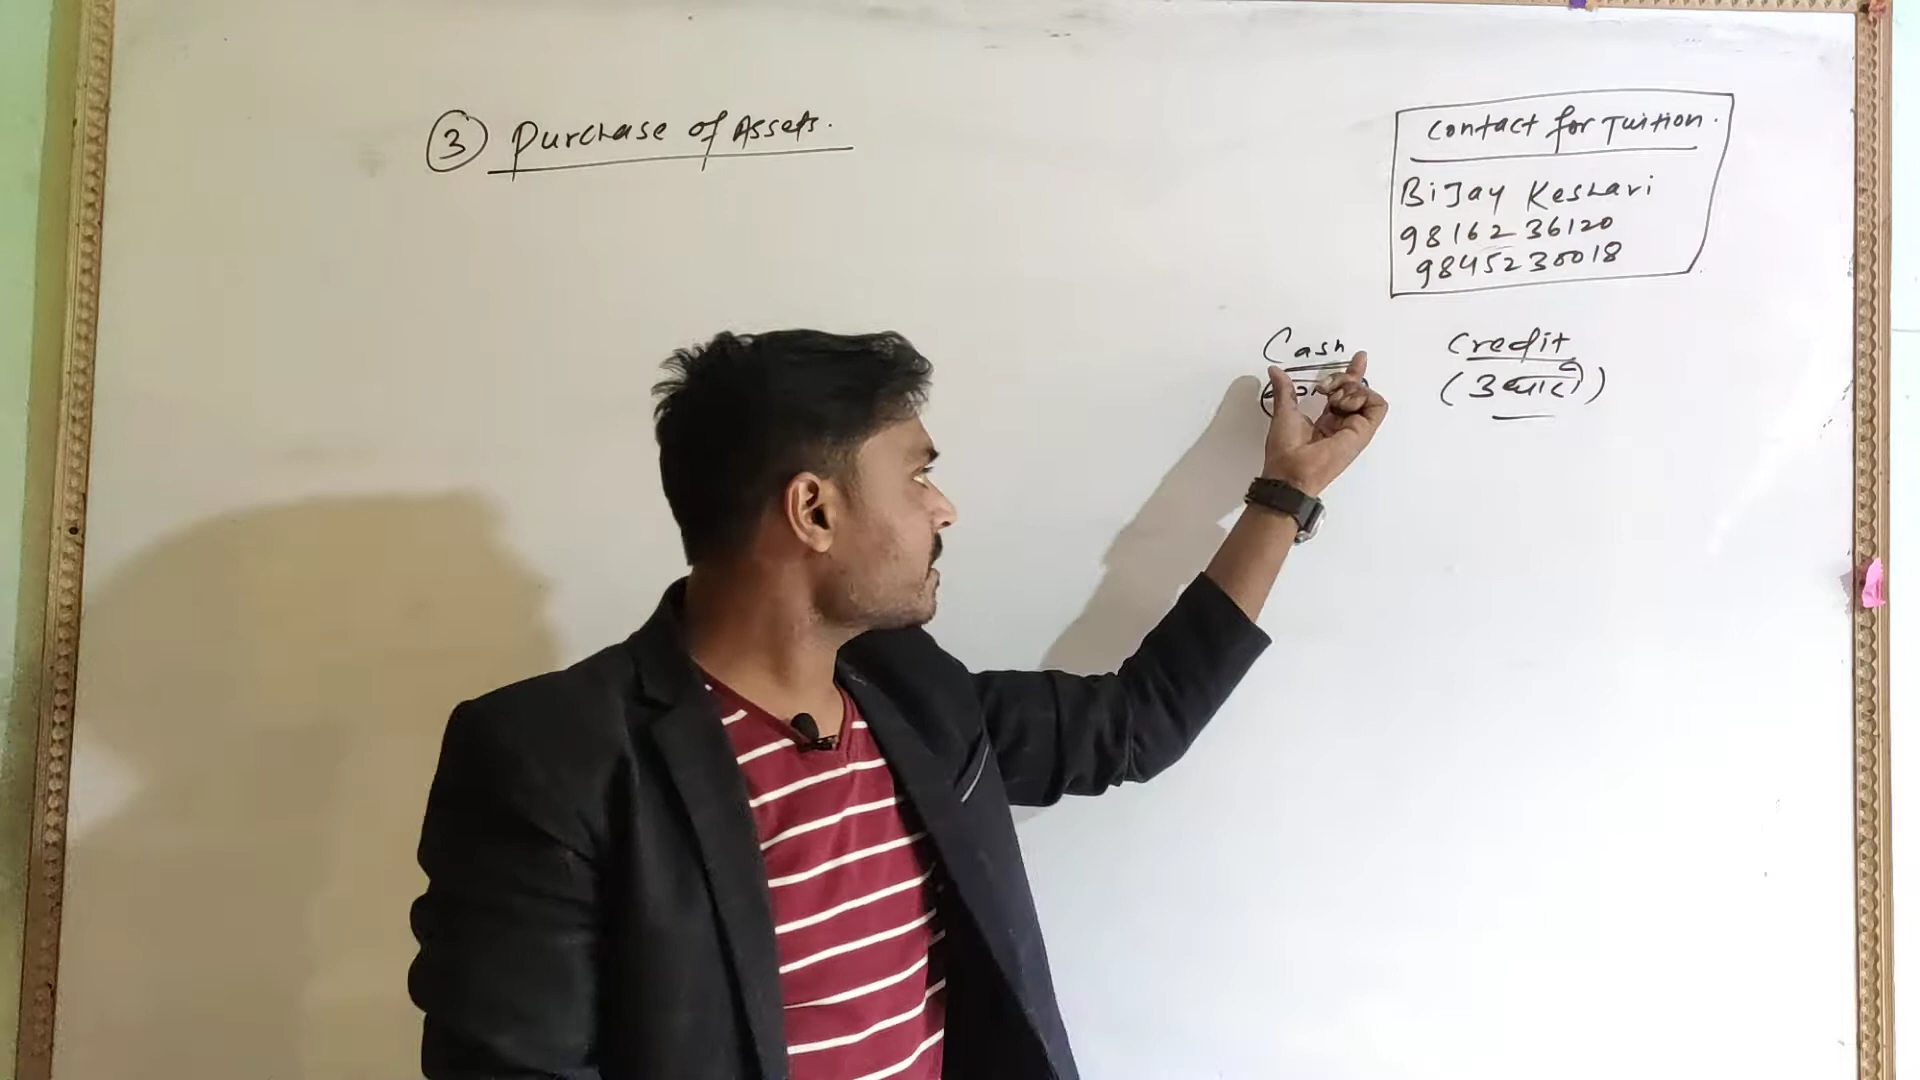 ③ Purchase of Assets.
Contact for Tuition.
BiJay Keshari
9816236120
9845230018
Cash Credit
(उधारो)